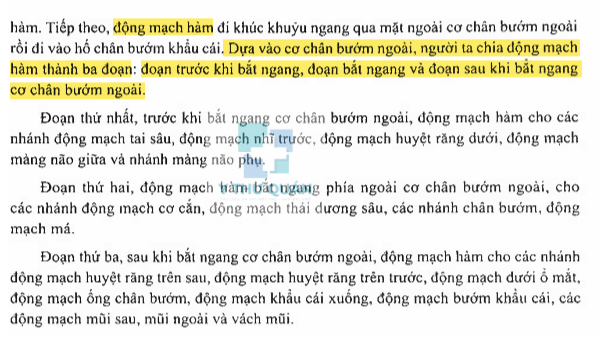 hàm. Tiếp theo, động mạch hàm đi khúc khuỷu ngang qua mặt ngoài cơ chân bướm ngoài
rồi đi vào hố chân bướm khẩu cái. Dựa vào cơ chân bướm ngoài, người ta chia động mạch
hàm thành ba đoạn: đoạn trước khi bắt ngang, đoạn bắt ngang và đoạn sau khi bắt ngang
cơ chân bướm ngoài.
Đoạn thứ nhất, trước khi bắt ngang cơ chân bướm ngoài, động mạch hàm cho các
nhánh động mạch tai sâu, động mạch nhĩ trước, động mạch huyệt răng dưới, động mạch
màng não giữa và nhánh màng não phụ.
Đoạn thứ hai, động mạch hàm bắt ngang phía ngoài cơ chân bướm ngoài, cho
các nhánh động mạch cơ cắn, động mạch thái dương sâu, các nhánh chân bướm, động
mạch má.
Đoạn thứ ba, sau khi bắt ngang cơ chân bướm ngoài, động mạch hàm cho các nhánh
động mạch huyệt răng trên sau, động mạch huyệt răng trên trước, động mạch dưới ổ mắt,
động mạch ống chân bướm, động mạch khẩu cái xuống, động mạch bướm khẩu cái, các
động mạch mũi sau, mũi ngoài và vách mũi.